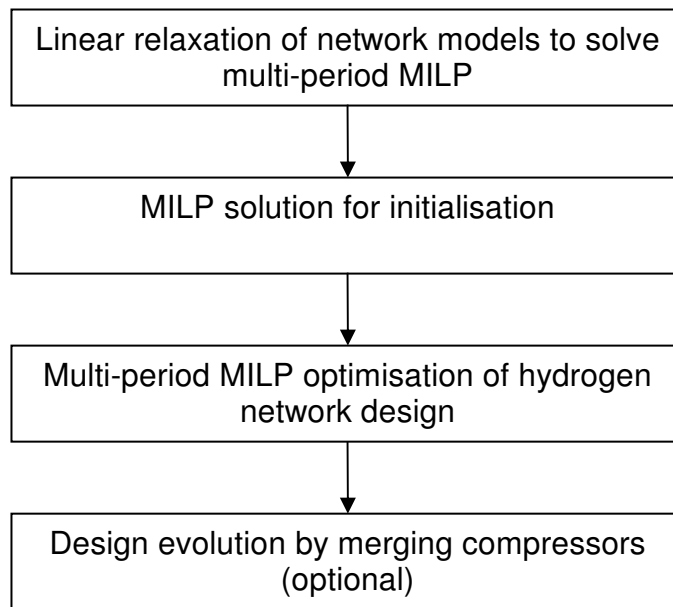 Linear relaxation of network models to solve
multi-period MILP
MILP solution for initialisation
Multi-period MILP optimisation of hydrogen
network design
Design evolution by merging compressors
(optional)